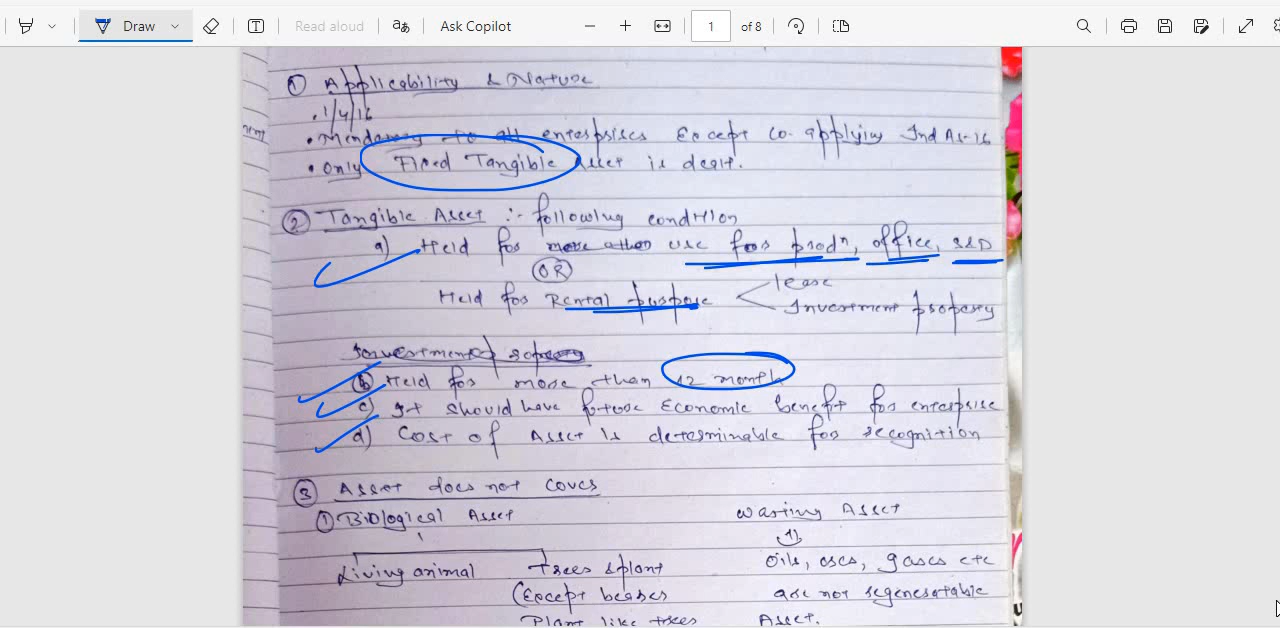 Draw
Read aloud
Ask Copilot
1
of 8
① Applicability & Nature
• 1/4/16
• Mendarory to all enterprises Except co. applying Ind As-16
• Only Fixed Tangible Asset is dealt.
② Tangible Asset :- following condition
a) Held for more than use for prodn, office, R&D
OR
Held for Rental purpose
lease
Investment property
Investment
b) Held for more than 12 month
c) It should have future Economic benefit for enterprise
d) Cost of Asset is determinable for recognition
③ Asset does not cover
① Biological Asset
Wasting Asset
Living animal
Trees & plant
Oils, ores, gases etc
(Except bearer
are not regeneratable
Plant like trees
Asset.